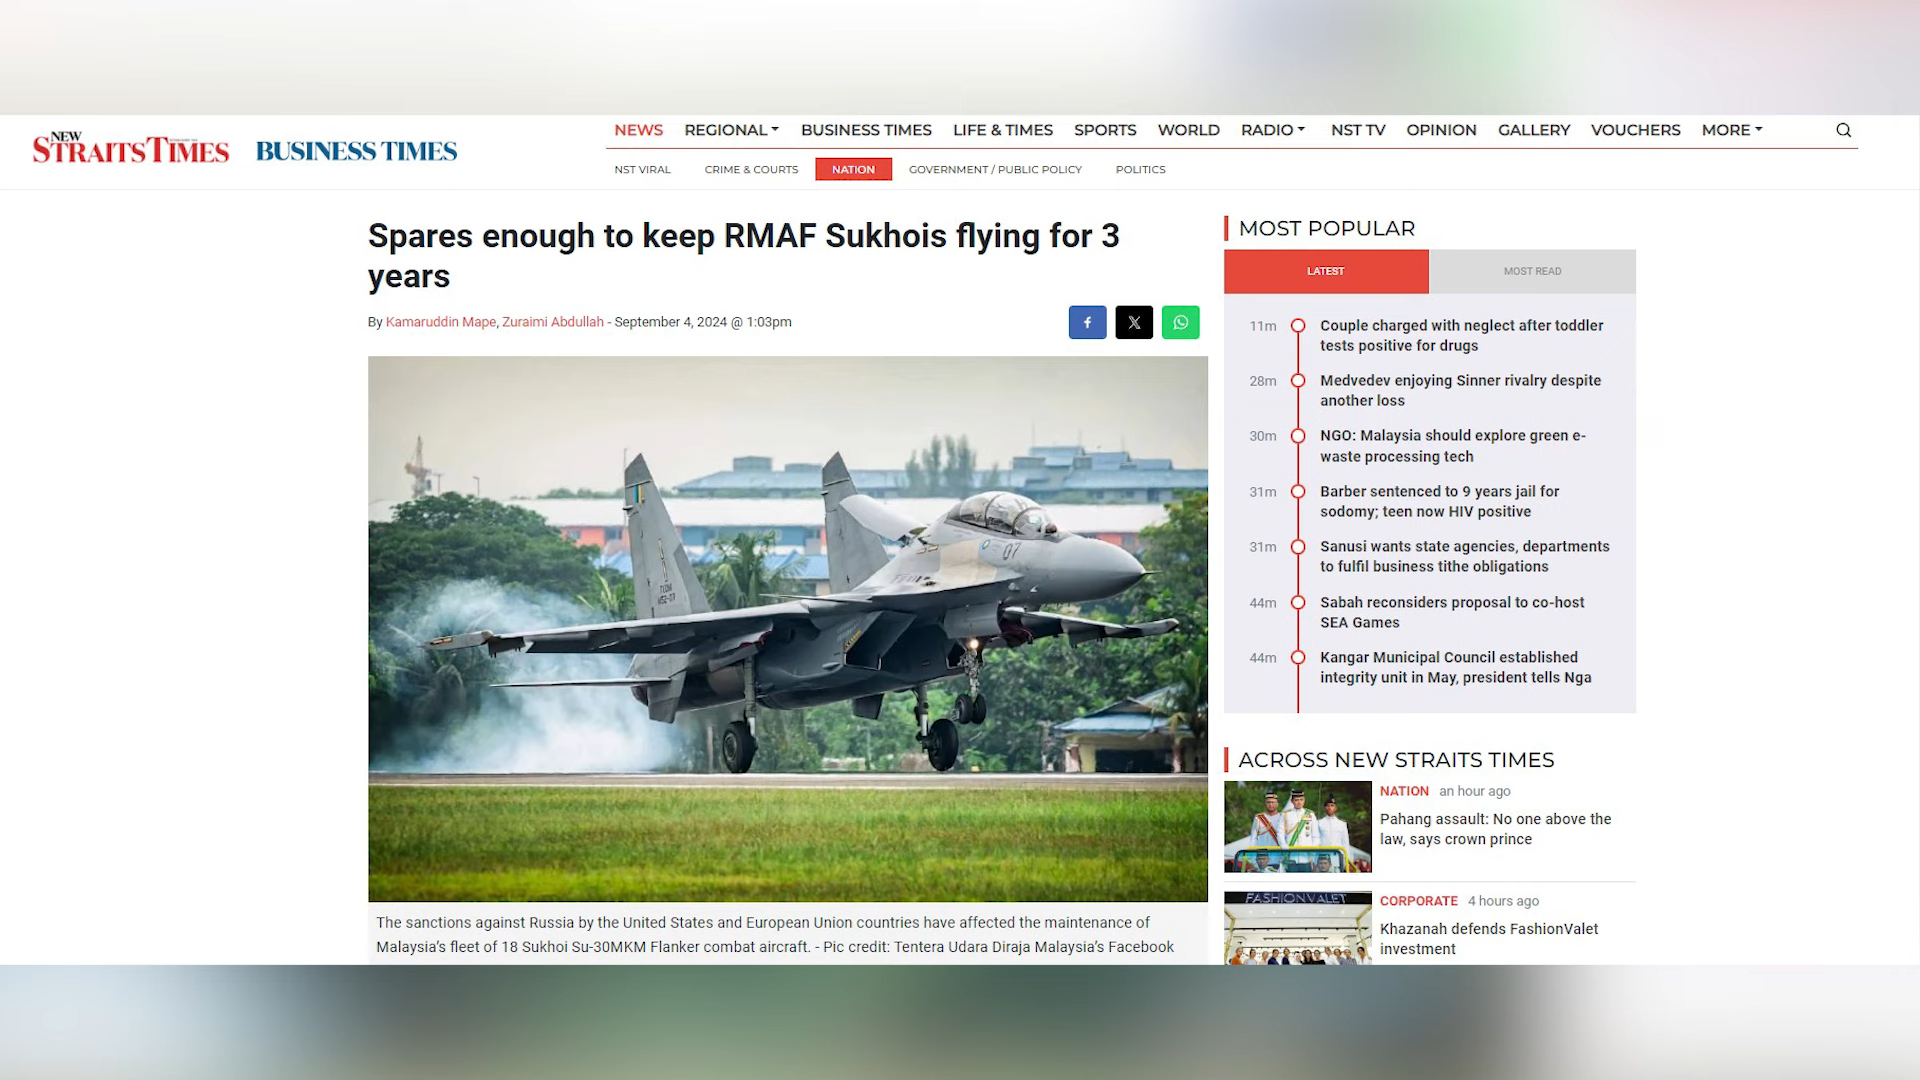 NEW
STRAITS TIMES
BUSINESS TIMES
NEWS REGIONAL BUSINESS TIMES LIFE & TIMES SPORTS WORLD RADIO NST TV OPINION GALLERY VOUCHERS MORE
NST VIRAL CRIME & COURTS NATION GOVERNMENT / PUBLIC POLICY POLITICS
Spares enough to keep RMAF Sukhois flying for 3
years
By Kamaruddin Mape, Zuraimi Abdullah - September 4, 2024 @ 1:03pm
07
The sanctions against Russia by the United States and European Union countries have affected the maintenance of
Malaysia's fleet of 18 Sukhoi Su-30MKM Flanker combat aircraft. - Pic credit: Tentera Udara Diraja Malaysia's Facebook
MOST POPULAR
LATEST MOST READ
11m Couple charged with neglect after toddler
tests positive for drugs
28m Medvedev enjoying Sinner rivalry despite
another loss
30m NGO: Malaysia should explore green e-
waste processing tech
31m Barber sentenced to 9 years jail for
sodomy; teen now HIV positive
31m Sanusi wants state agencies, departments
to fulfil business tithe obligations
44m Sabah reconsiders proposal to co-host
SEA Games
44m Kangar Municipal Council established
integrity unit in May, president tells Nga
ACROSS NEW STRAITS TIMES
NATION an hour ago
Pahang assault: No one above the
law, says crown prince
FASHIONVALET
CORPORATE 4 hours ago
Khazanah defends FashionValet
investment